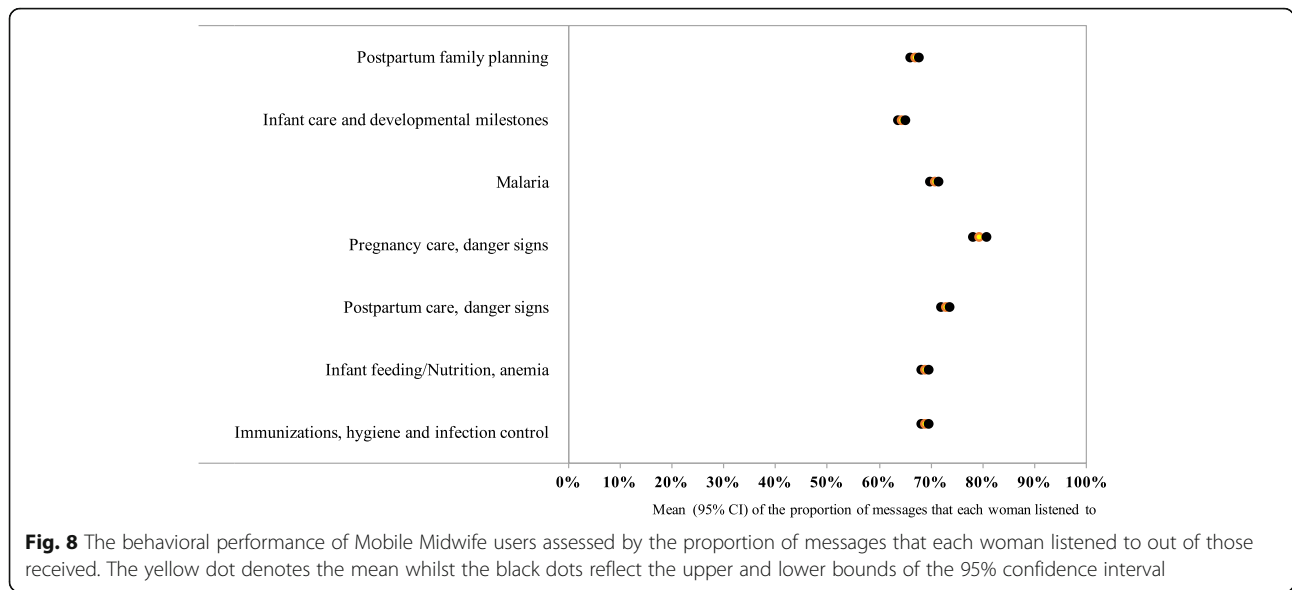 Postpartum family planning
Infant care and developmental milestones
Malaria
Pregnancy care, danger signs
Postpartum care, danger signs
Infant feeding/Nutrition, anemia
Immunizations, hygiene and infection control
0% 10% 20% 30% 40% 50% 60% 70% 80% 90% 100%
Mean (95% CI) of the proportion of messages that each woman listened to
Fig. 8 The behavioral performance of Mobile Midwife users assessed by the proportion of messages that each woman listened to out of those
received. The yellow dot denotes the mean whilst the black dots reflect the upper and lower bounds of the 95% confidence interval